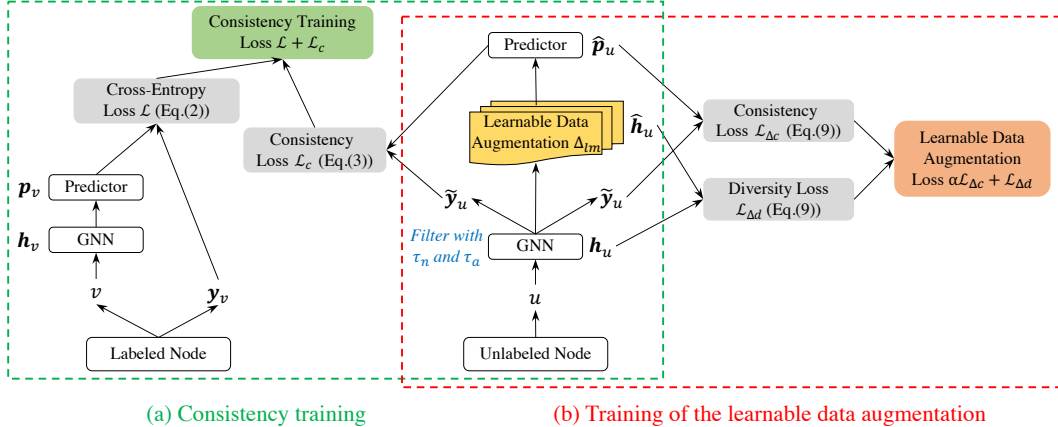 Consistency Training
Loss ℒ + ℒ_c
Cross-Entropy
Loss ℒ (Eq.(2))
Consistency
Loss ℒ_c (Eq.(3))
p_v
Predictor
h_v
GNN
v
y_v
Labeled Node
Predictor
p̂_u
Learnable Data
Augmentation Δ_lm
ĥ_u
ỹ_u
ỹ_u
Filter with
τ_n and τ_a
GNN
h_u
u
Unlabeled Node
Consistency
Loss ℒ_Δc (Eq.(9))
Diversity Loss
ℒ_Δd (Eq.(9))
Learnable Data
Augmentation
Loss αℒ_Δc + ℒ_Δd
(a) Consistency training
(b) Training of the learnable data augmentation